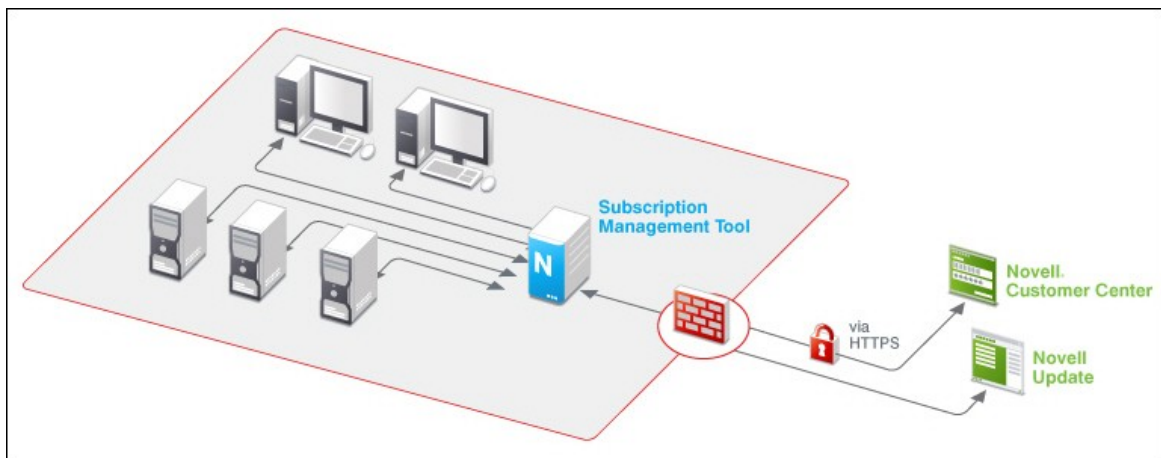 Subscription
Management Tool
N
Novell®
Customer Center
via
HTTPS
Novell
Update